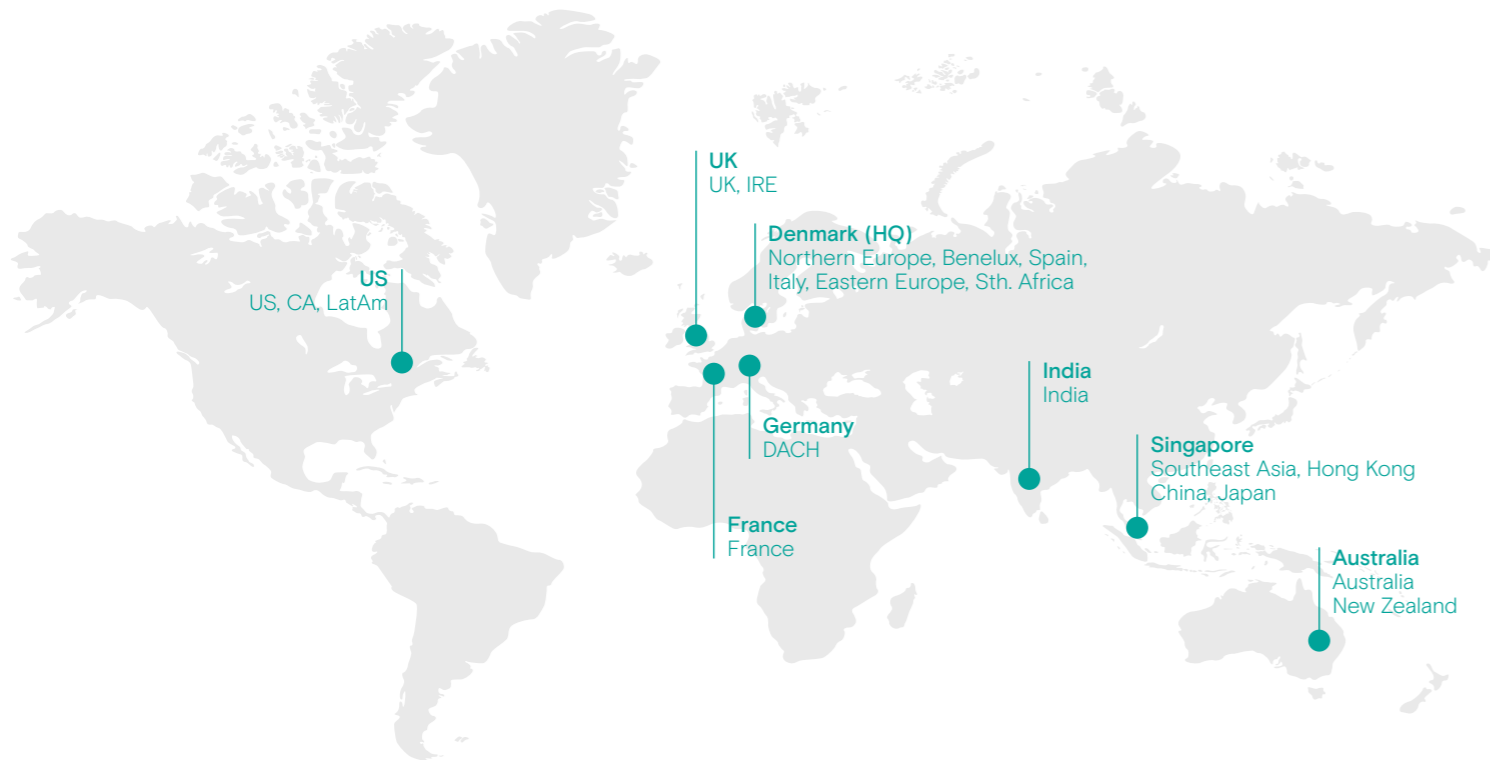 UK
UK, IRE
Denmark (HQ)
Northern Europe, Benelux, Spain,
Italy, Eastern Europe, Sth. Africa
US
US, CA, LatAm
India
India
Germany
DACH
Singapore
Southeast Asia, Hong Kong
China, Japan
France
France
Australia
Australia
New Zealand